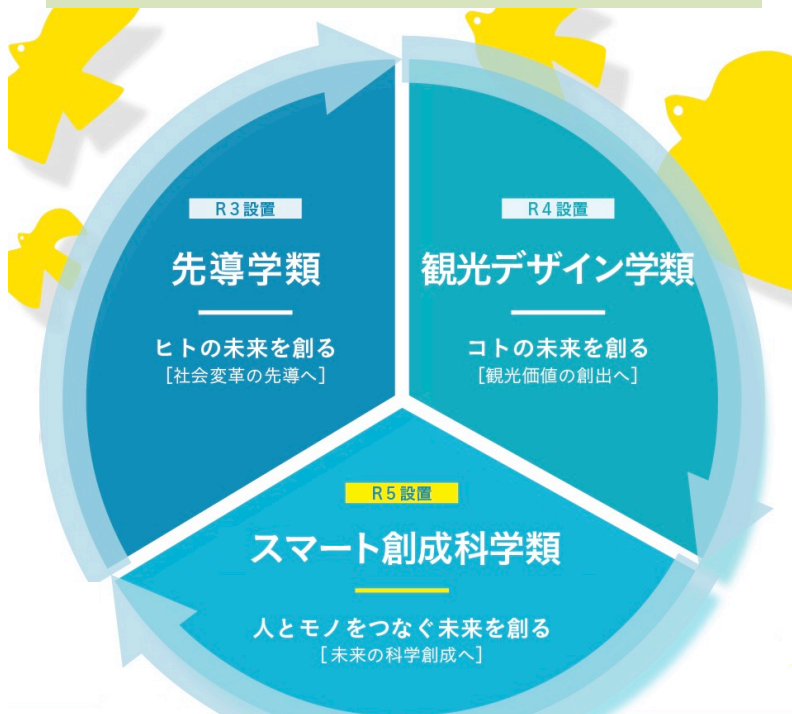 R3設置
先導学類
ヒトの未来を創る
[社会変革の先導へ]
R4設置
観光デザイン学類
コトの未来を創る
[観光価値の創出へ]
R5設置
スマート創成科学類
人とモノをつなぐ未来を創る
[未来の科学創成へ]